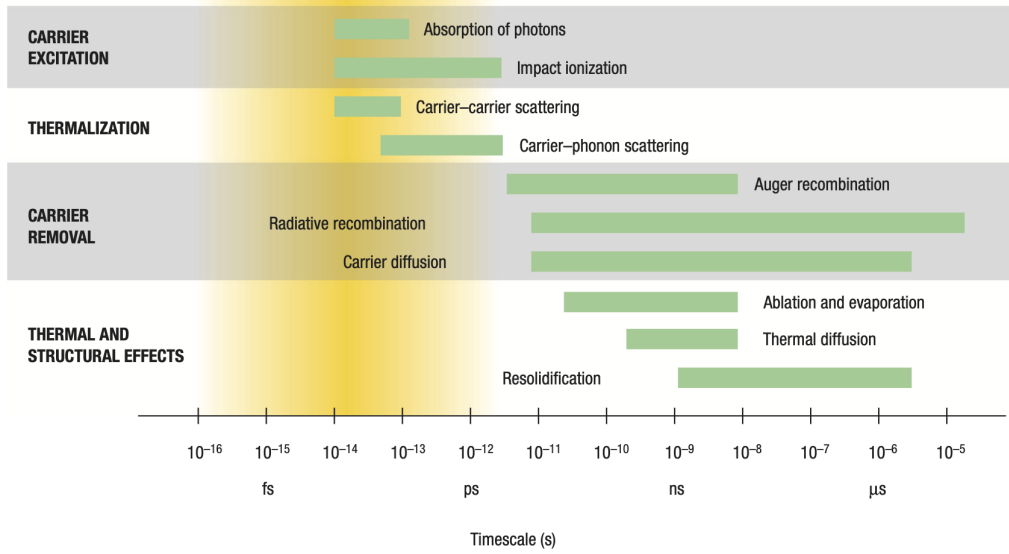 CARRIER
EXCITATION
Absorption of photons
Impact ionization
THERMALIZATION
Carrier–carrier scattering
Carrier–phonon scattering
CARRIER
REMOVAL
Auger recombination
Radiative recombination
Carrier diffusion
THERMAL AND
STRUCTURAL EFFECTS
Ablation and evaporation
Thermal diffusion
Resolidification
10⁻¹⁶ 10⁻¹⁵ 10⁻¹⁴ 10⁻¹³ 10⁻¹² 10⁻¹¹ 10⁻¹⁰ 10⁻⁹ 10⁻⁸ 10⁻⁷ 10⁻⁶ 10⁻⁵
fs ps ns µs
Timescale (s)